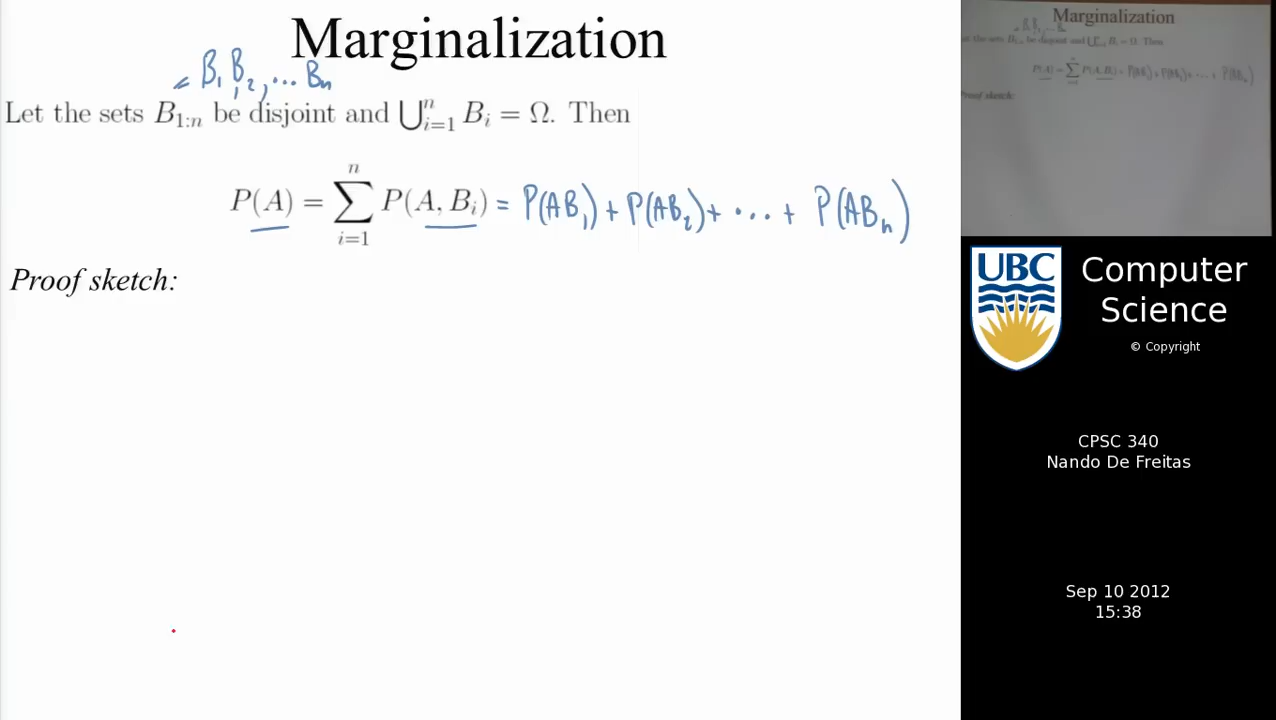 Marginalization
= B₁, B₂, ... Bₙ
Let the sets B₁:ₙ be disjoint and ⋃ⁿᵢ₌₁ Bᵢ = Ω. Then
P(A) = ∑ⁿᵢ₌₁ P(A, Bᵢ) = P(AB₁) + P(AB₂) + ... + P(ABₙ)
Proof sketch:
Marginalization
UBC
Computer
Science
© Copyright
CPSC 340
Nando De Freitas
Sep 10 2012
15:38